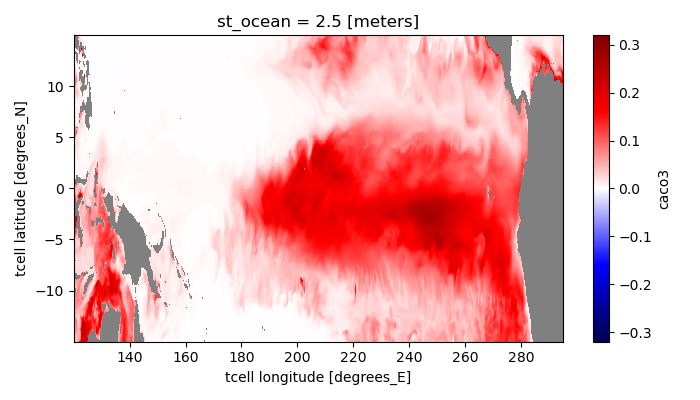 st_ocean = 2.5 [meters]
10
5
0
−5
−10
tcell latitude [degrees_N]
140 160 180 200 220 240 260 280
tcell longitude [degrees_E]
0.3
0.2
0.1
0.0
−0.1
−0.2
−0.3
caco3